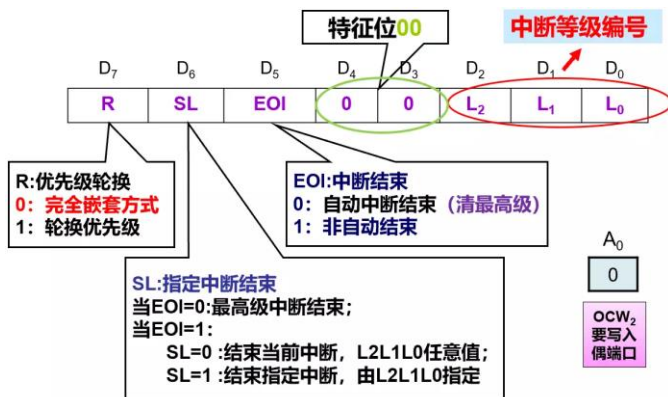 特征位00
中断等级编号
D7 D6 D5 D4 D3 D2 D1 D0
R SL EOI 0 0 L2 L1 L0
R:优先级轮换
0：完全嵌套方式
1：轮换优先级
EOI:中断结束
0：自动中断结束（清最高级）
1：非自动结束
SL:指定中断结束
当EOI=0:最高级中断结束；
当EOI=1：
SL=0 :结束当前中断，L2L1L0任意值；
SL=1 :结束指定中断，由L2L1L0指定
A0
0
OCW2
要写入
偶端口